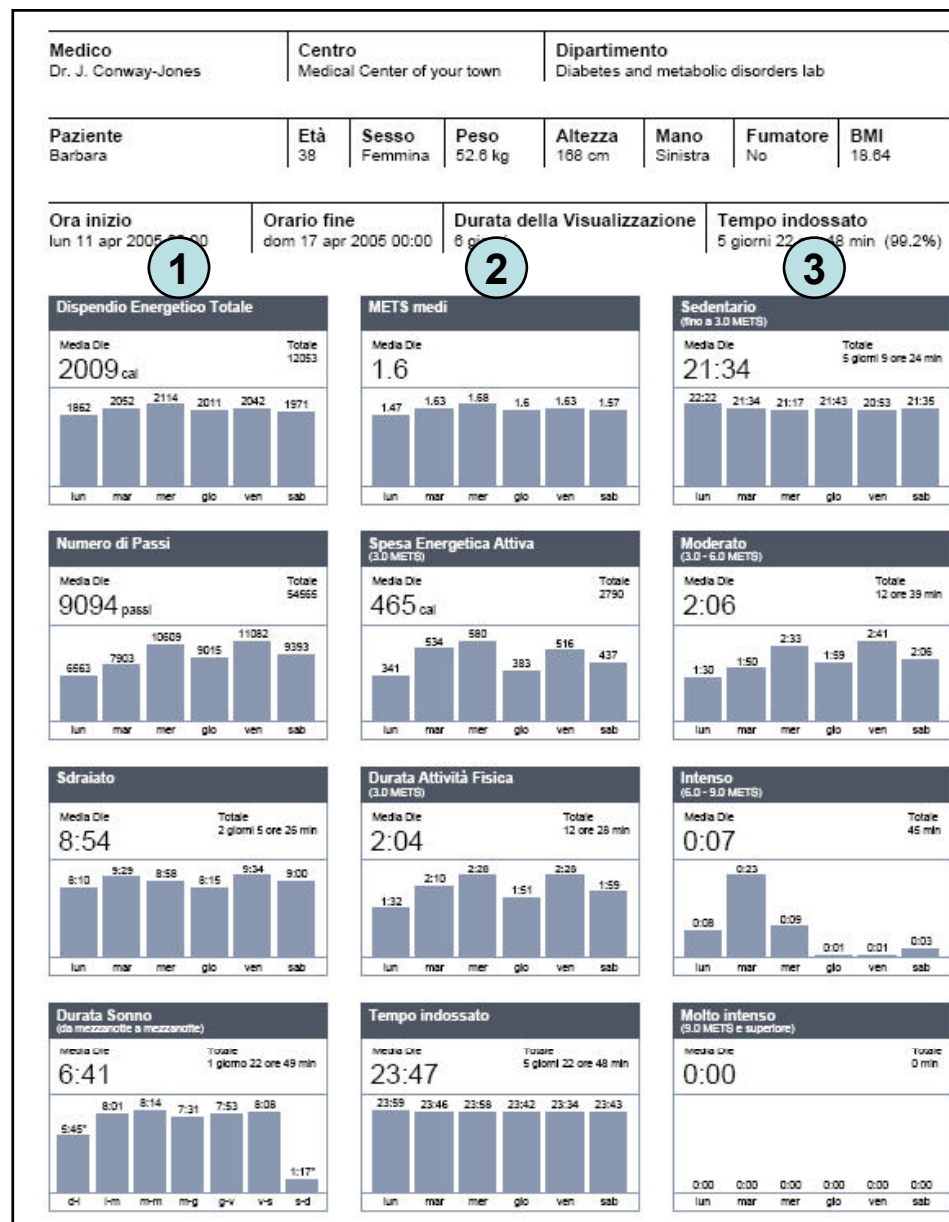 Medico Centro Dipartimento
Dr. J. Conway-Jones Medical Center of your town Diabetes and metabolic disorders lab
Paziente Età Sesso Peso Altezza Mano Fumatore BMI
Barbara 38 Femmina 52.6 kg 168 cm Sinistra No 18.64
Ora inizio Orario fine Durata della Visualizzazione Tempo indossato
lun 11 apr 2005 dom 17 apr 2005 00:00 6 5 giorni 22 48 min (99.2%)
1 2 3
Dispendio Energetico Totale
Media Die Totale
2009 cal 12053
1862 2052 2114 2011 2042 1971
lun mar mer gio ven sab
METS medi
Media Die
1.6
1.47 1.63 1.68 1.6 1.63 1.57
lun mar mer gio ven sab
Sedentario
(fino a 3.0 METS)
Media Die Totale
21:34 5 giorni 9 ore 24 min
22:22 21:34 21:17 21:43 20:53 21:35
lun mar mer gio ven sab
Numero di Passi
Media Die Totale
9094 passi 54565
6563 7903 10609 9015 11082 9393
lun mar mer gio ven sab
Spesa Energetica Attiva
(3.0 METS)
Media Die Totale
465 cal 2790
341 534 580 383 516 437
lun mar mer gio ven sab
Moderato
(3.0 - 6.0 METS)
Media Die Totale
2:06 12 ore 39 min
1:30 1:50 2:33 1:59 2:41 2:06
lun mar mer gio ven sab
Sdraiato
Media Die Totale
8:54 2 giorni 5 ore 26 min
8:10 9:29 8:58 8:15 9:34 9:00
lun mar mer gio ven sab
Durata Attività Fisica
(3.0 METS)
Media Die Totale
2:04 12 ore 28 min
1:32 2:10 2:28 1:51 2:28 1:59
lun mar mer gio ven sab
Intenso
(6.0 - 9.0 METS)
Media Die Totale
0:07 45 min
0:08 0:23 0:09 0:01 0:01 0:03
lun mar mer gio ven sab
Durata Sonno
(da mezzanotte a mezzanotte)
Media Die Totale
6:41 1 giorno 22 ore 49 min
5:45* 8:01 8:14 7:31 7:53 8:08 1:17*
d-l l-m m-m m-g g-v v-s s-d
Tempo indossato
Media Die Totale
23:47 5 giorni 22 ore 48 min
23:59 23:46 23:58 23:42 23:34 23:43
lun mar mer gio ven sab
Molto intenso
(9.0 METS e superiore)
Media Die Totale
0:00 0 min
0:00 0:00 0:00 0:00 0:00 0:00
lun mar mer gio ven sab